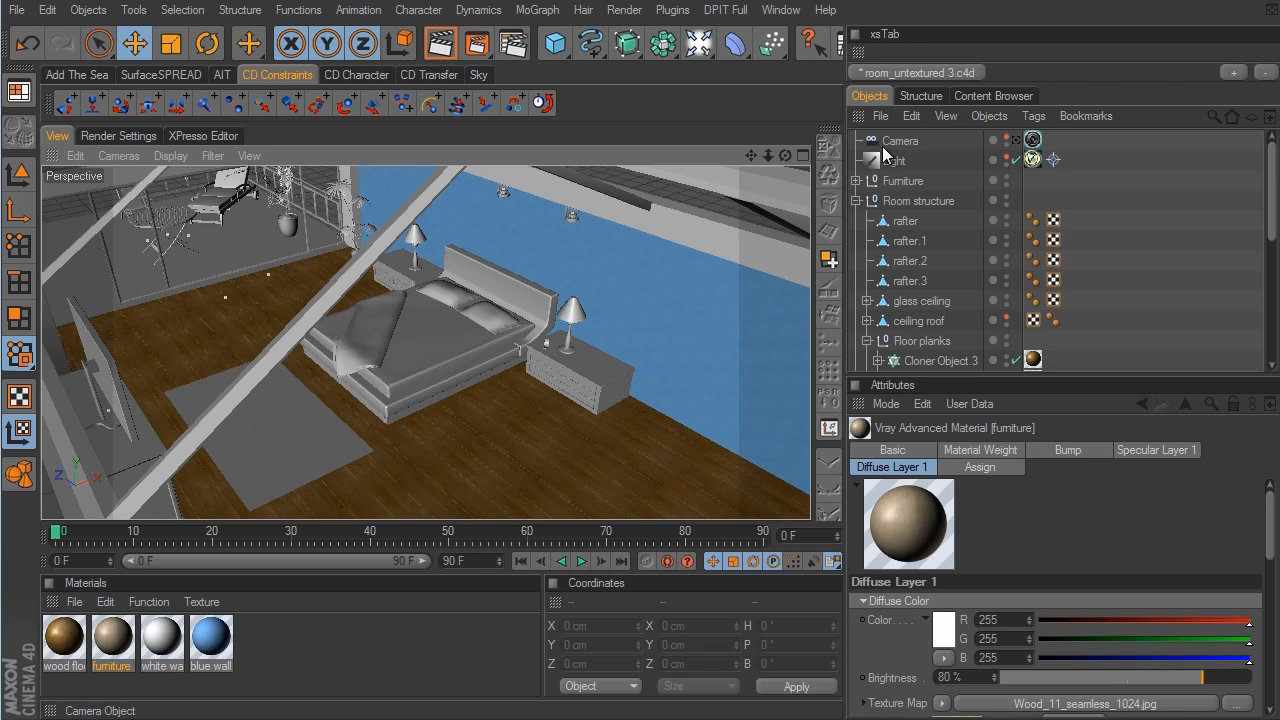 File Edit Objects Tools Selection Structure Functions Animation Character Dynamics MoGraph Hair Render Plugins DPIT Full Window Help
xsTab
* room_untextured 3.c4d + -
Add The Sea SurfaceSPREAD AIT CD Constraints CD Character CD Transfer Sky
Objects Structure Content Browser
File Edit View Objects Tags Bookmarks
View Render Settings XPresso Editor
Edit Cameras Display Filter View
Perspective
Camera
Furniture
Room structure
rafter
rafter.1
rafter.2
rafter.3
glass ceiling
ceiling roof
Floor planks
Cloner Object.3
Attributes
Mode Edit User Data
Vray Advanced Material [furniture]
Basic Material Weight Bump Specular Layer 1
Diffuse Layer 1 Assign
Z X
0 10 20 30 40 50 60 70 80 90 0 F
0 F 0 F 90 F 90 F
Materials
File Edit Function Texture
wood floo furniture white wa blue wall
Coordinates
-- -- --
X 0 cm X 0 cm H 0 °
Y 0 cm Y 0 cm P 0 °
Z 0 cm Z 0 cm B 0 °
Object Size Apply
Diffuse Layer 1
Diffuse Color
Color. . . . R 255
G 255
B 255
Brightness 80 %
Texture Map Wood_11_seamless_1024.jpg ...
MAXON
CINEMA 4D
Camera Object